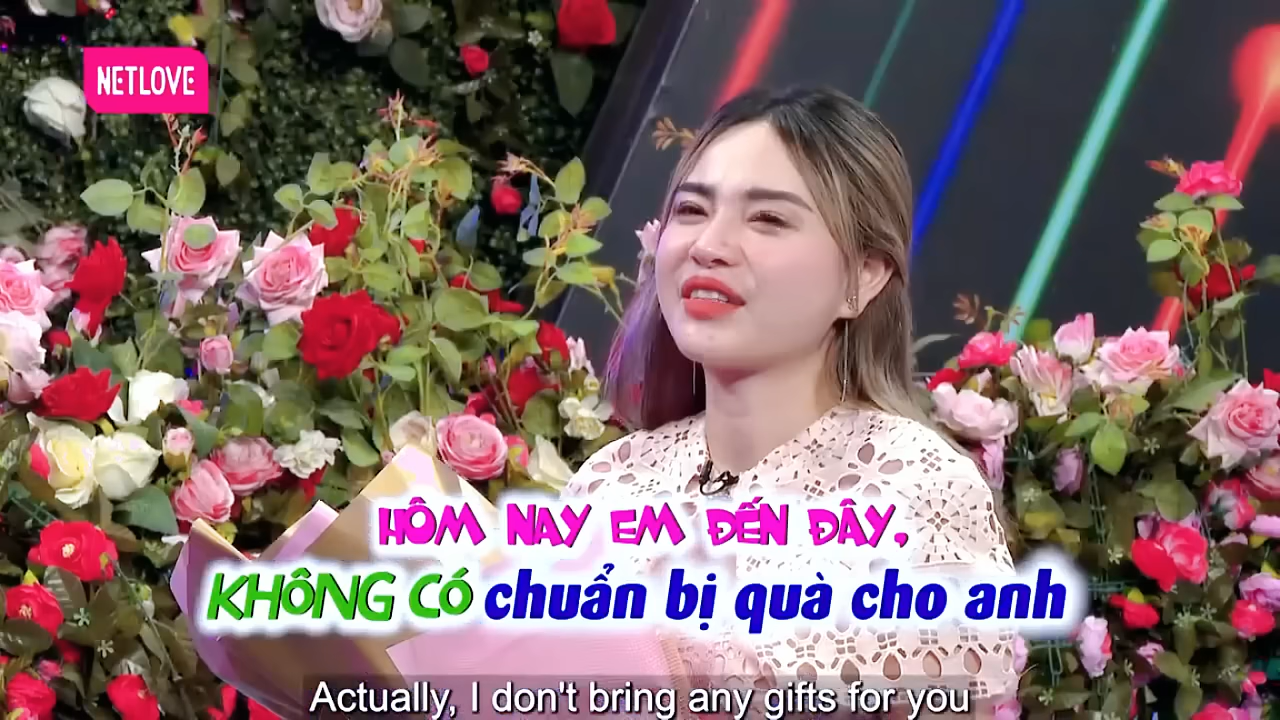 NETLOVE
HÔM NAY EM ĐẾN ĐÂY,
KHÔNG CÓ chuẩn bị quà cho anh
Actually, I don't bring any gifts for you